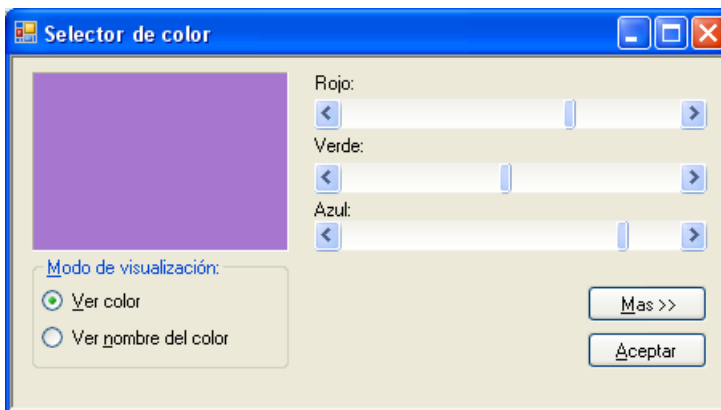 Selector de color
Rojo:
Verde:
Azul:
Modo de visualización:
Ver color
Ver nombre del color
Mas >>
Aceptar